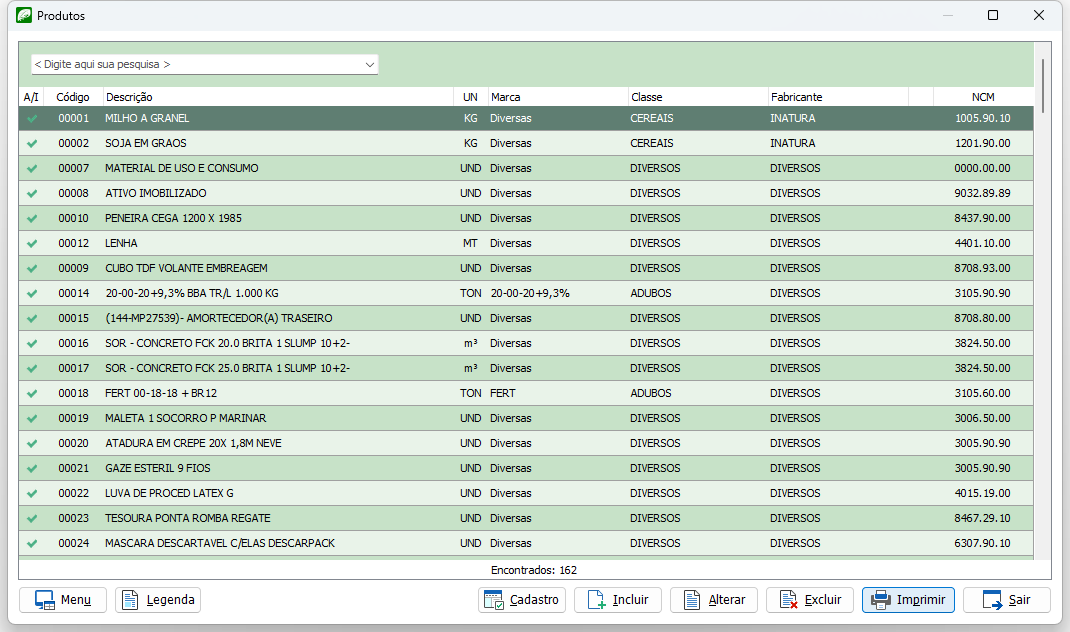 Produtos
< Digite aqui sua pesquisa >
A/I Código Descrição UN Marca Classe Fabricante NCM
00001 MILHO A GRANEL KG Diversas CEREAIS INATURA 1005.90.10
00002 SOJA EM GRAOS KG Diversas CEREAIS INATURA 1201.90.00
00007 MATERIAL DE USO E CONSUMO UND Diversas DIVERSOS DIVERSOS 0000.00.00
00008 ATIVO IMOBILIZADO UND Diversas DIVERSOS DIVERSOS 9032.89.89
00010 PENEIRA CEGA 1200 X 1985 UND Diversas DIVERSOS DIVERSOS 8437.90.00
00012 LENHA MT Diversas DIVERSOS DIVERSOS 4401.10.00
00009 CUBO TDF VOLANTE EMBREAGEM UND Diversas DIVERSOS DIVERSOS 8708.93.00
00014 20-00-20+9,3% BBA TR/L 1.000 KG TON 20-00-20+9,3% ADUBOS DIVERSOS 3105.90.90
00015 (144-MP27539)- AMORTECEDOR(A) TRASEIRO UND Diversas DIVERSOS DIVERSOS 8708.80.00
00016 SOR - CONCRETO FCK 20.0 BRITA 1 SLUMP 10+2- m³ Diversas DIVERSOS DIVERSOS 3824.50.00
00017 SOR - CONCRETO FCK 25.0 BRITA 1 SLUMP 10+2- m³ Diversas DIVERSOS DIVERSOS 3824.50.00
00018 FERT 00-18-18 + BR12 TON FERT ADUBOS DIVERSOS 3105.60.00
00019 MALETA 1 SOCORRO P MARINAR UND Diversas DIVERSOS DIVERSOS 3006.50.00
00020 ATADURA EM CREPE 20X 1,8M NEVE UND Diversas DIVERSOS DIVERSOS 3005.90.90
00021 GAZE ESTERIL 9 FIOS UND Diversas DIVERSOS DIVERSOS 3005.90.90
00022 LUVA DE PROCED LATEX G UND Diversas DIVERSOS DIVERSOS 4015.19.00
00023 TESOURA PONTA ROMBA REGATE UND Diversas DIVERSOS DIVERSOS 8467.29.10
00024 MASCARA DESCARTAVEL C/ELAS DESCARPACK UND Diversas DIVERSOS DIVERSOS 6307.90.10
Encontrados: 162
Menu Legenda Cadastro Incluir Alterar Excluir Imprimir Sair